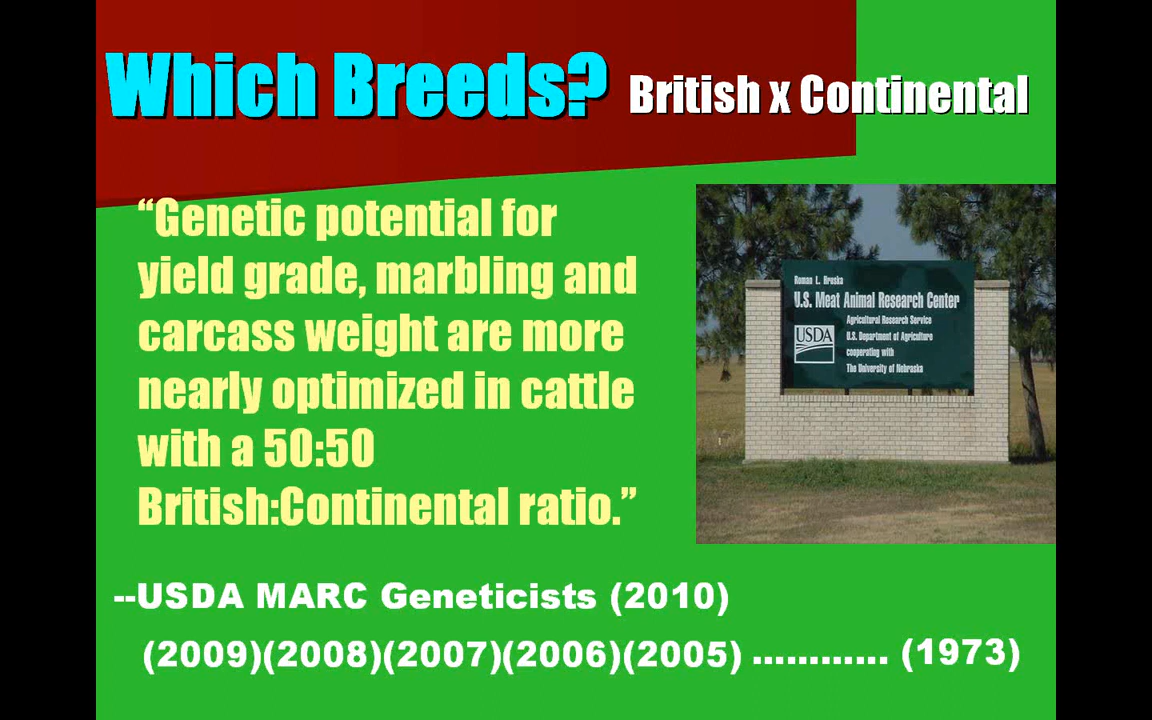 Which Breeds? British x Continental
“Genetic potential for
yield grade, marbling and
carcass weight are more
nearly optimized in cattle
with a 50:50
British:Continental ratio.”
Roman L. Hruska
U.S. Meat Animal Research Center
Agricultural Research Service
USDA
U.S. Department of Agriculture
cooperating with
The University of Nebraska
--USDA MARC Geneticists (2010)
(2009)(2008)(2007)(2006)(2005) ............ (1973)